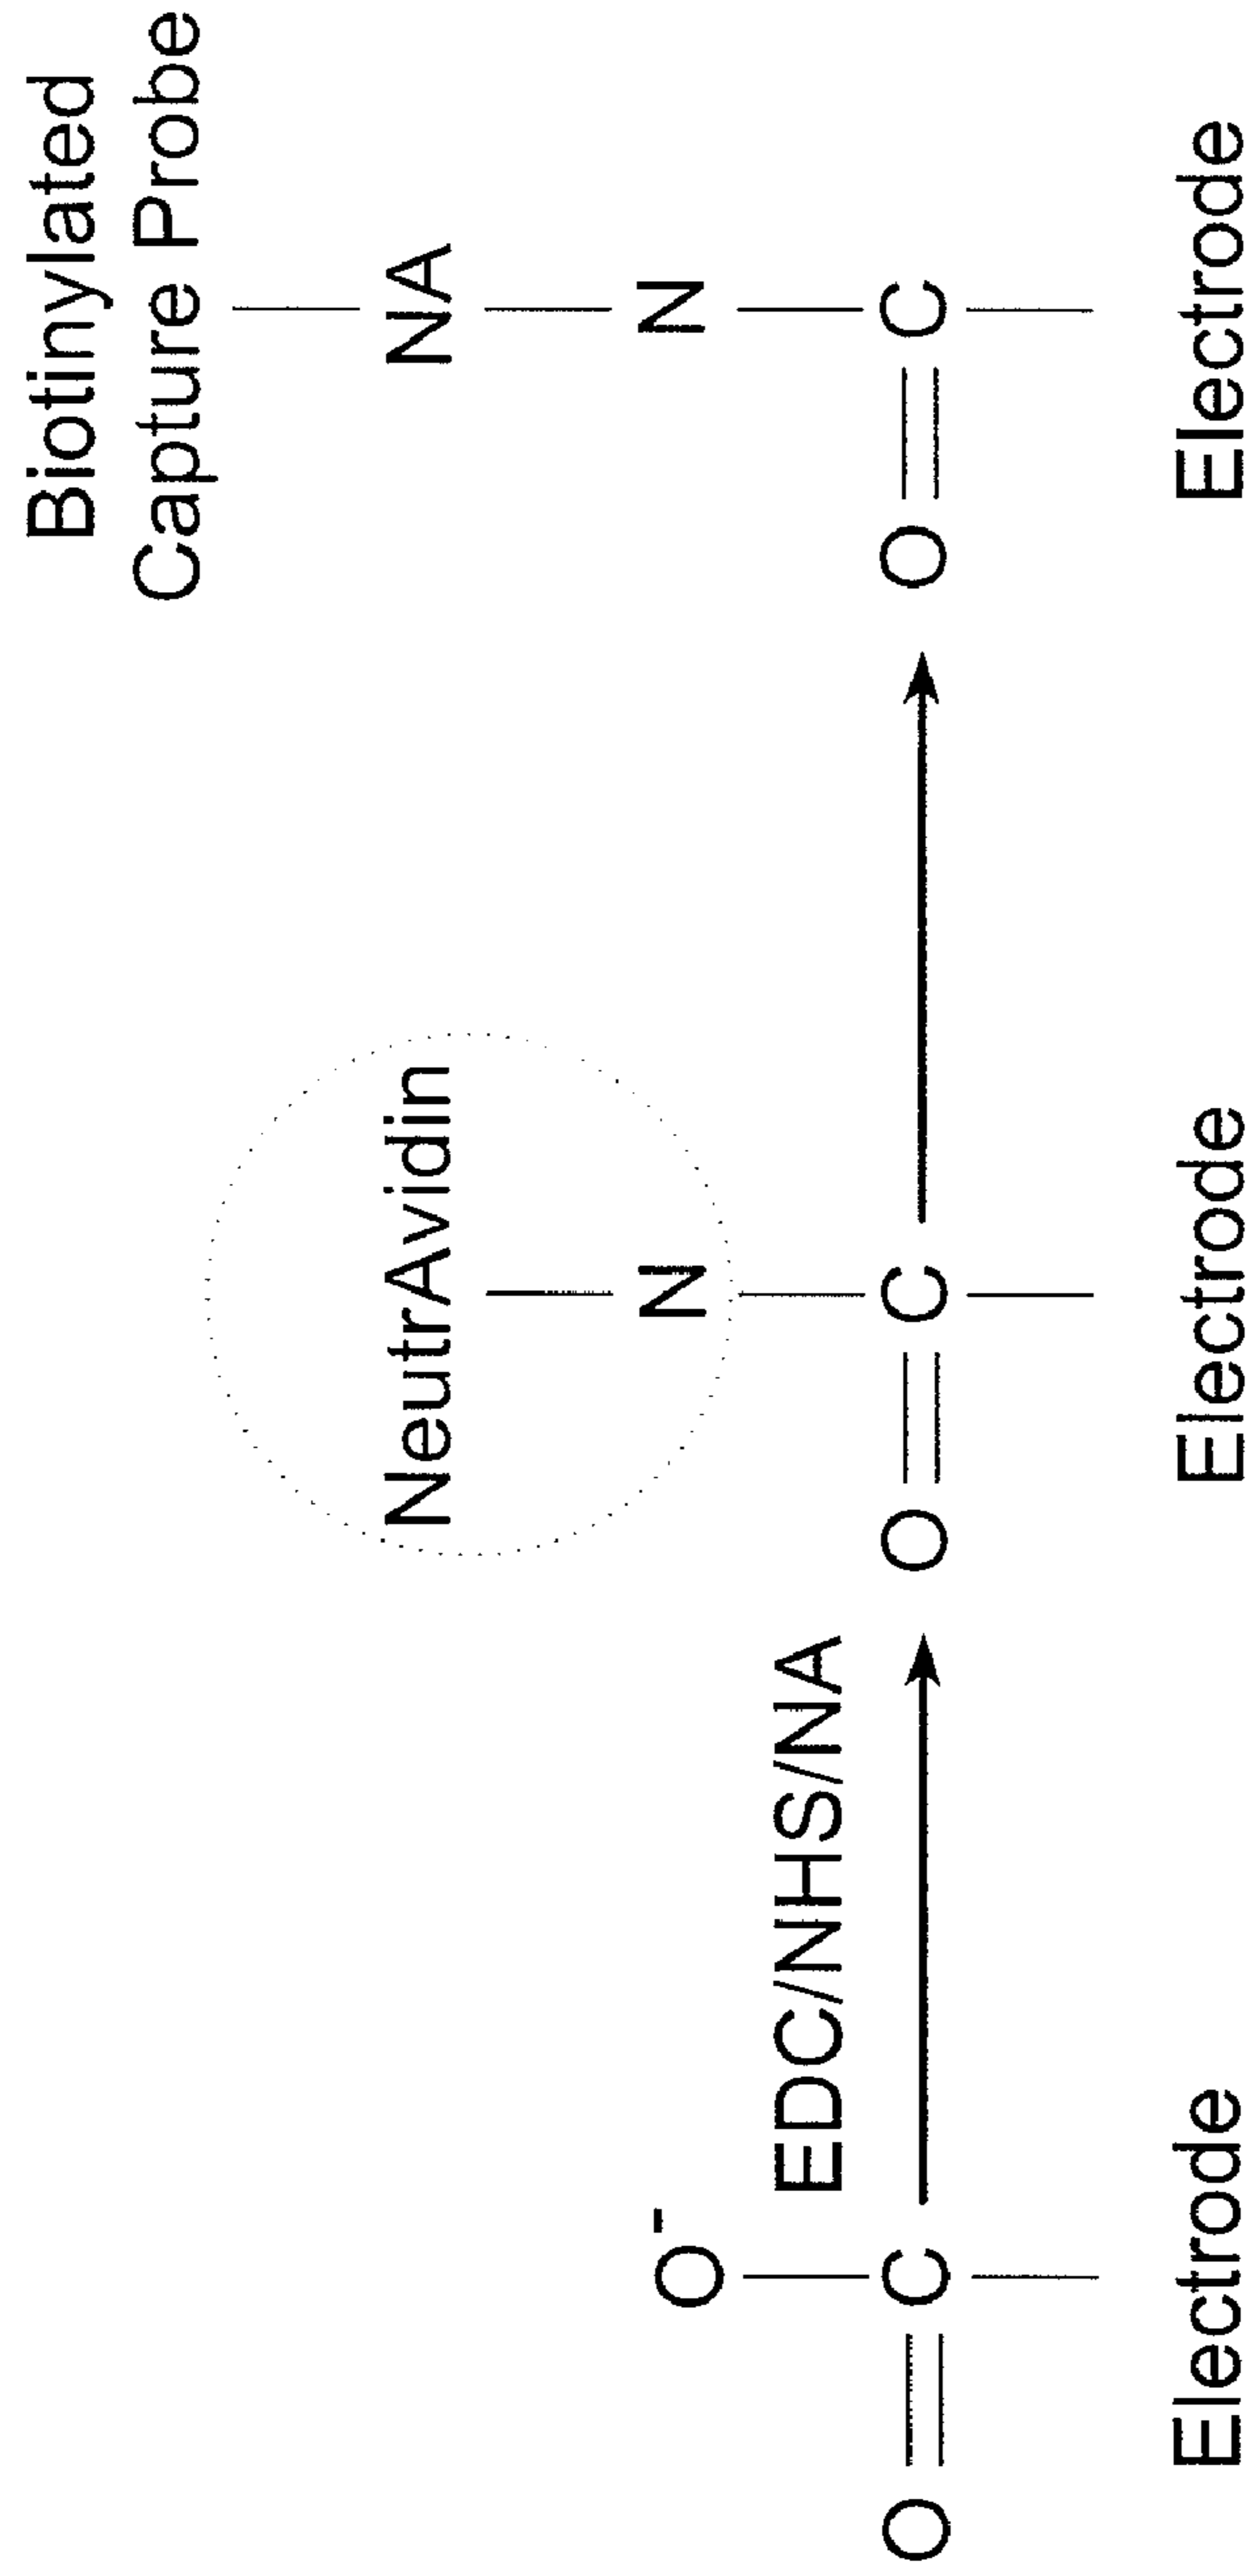 O=C
O-
Electrode
EDC/NHS/NA
NeutrAvidin
N
O=C
Electrode
Biotinylated
Capture Probe
NA
N
O=C
Electrode